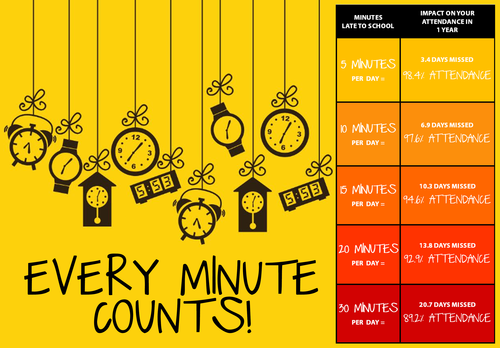 EVERY MINUTE
COUNTS!
5:53
5:53
MINUTES
LATE TO SCHOOL
IMPACT ON YOUR
ATTENDANCE IN
1 YEAR
5 MINUTES
PER DAY =
3.4 DAYS MISSED
98.4% ATTENDANCE
10 MINUTES
PER DAY =
6.9 DAYS MISSED
97.6% ATTENDANCE
15 MINUTES
PER DAY =
10.3 DAYS MISSED
94.6% ATTENDANCE
20 MINUTES
PER DAY =
13.8 DAYS MISSED
92.9% ATTENDANCE
30 MINUTES
PER DAY =
20.7 DAYS MISSED
89.2% ATTENDANCE